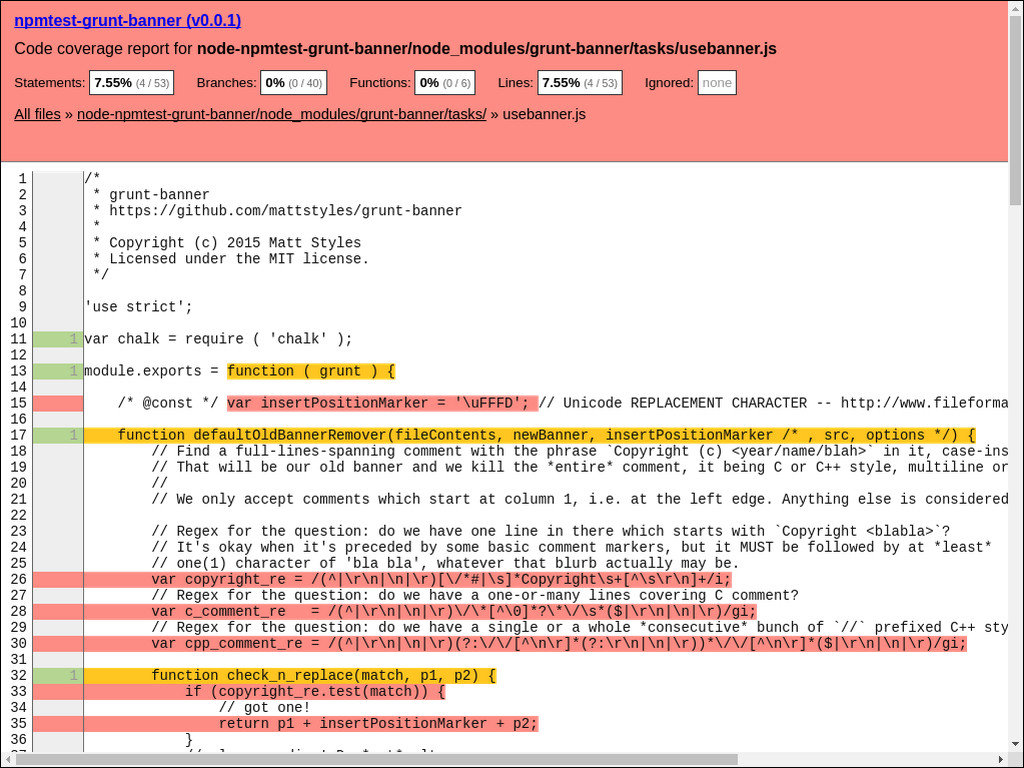 npmtest-grunt-banner (v0.0.1)
Code coverage report for node-npmtest-grunt-banner/node_modules/grunt-banner/tasks/usebanner.js
Statements: 7.55% (4 / 53) Branches: 0% (0 / 40) Functions: 0% (0 / 6) Lines: 7.55% (4 / 53) Ignored: none
All files » node-npmtest-grunt-banner/node_modules/grunt-banner/tasks/ » usebanner.js
1 /*
2 * grunt-banner
3 * https://github.com/mattstyles/grunt-banner
4 *
5 * Copyright (c) 2015 Matt Styles
6 * Licensed under the MIT license.
7 */
8
9 'use strict';
10
11 1 var chalk = require ( 'chalk' );
12
13 1 module.exports = function ( grunt ) {
14
15 /* @const */ var insertPositionMarker = '\uFFFD'; // Unicode REPLACEMENT CHARACTER -- http://www.fileforma
16
17 1 function defaultOldBannerRemover(fileContents, newBanner, insertPositionMarker /* , src, options */) {
18 // Find a full-lines-spanning comment with the phrase `Copyright (c) <year/name/blah>` in it, case-ins
19 // That will be our old banner and we kill the *entire* comment, it being C or C++ style, multiline or
20 //
21 // We only accept comments which start at column 1, i.e. at the left edge. Anything else is considered
22
23 // Regex for the question: do we have one line in there which starts with `Copyright <blabla>`?
24 // It's okay when it's preceded by some basic comment markers, but it MUST be followed by at *least*
25 // one(1) character of 'bla bla', whatever that blurb actually may be.
26 var copyright_re = /(^|\r\n|\n|\r)[\/*#|\s]*Copyright\s+[^\s\r\n]+/i;
27 // Regex for the question: do we have a one-or-many lines covering C comment?
28 var c_comment_re   = /(^|\r\n|\n|\r)\/\*[^\0]*?\*\/\s*($|\r\n|\n|\r)/gi;
29 // Regex for the question: do we have a single or a whole *consecutive* bunch of `//` prefixed C++ sty
30 var cpp_comment_re = /(^|\r\n|\n|\r)(?:\/\/[^\n\r]*(?:\r\n|\n|\r))*\/\/[^\n\r]*($|\r\n|\n|\r)/gi;
31
32 1 function check_n_replace(match, p1, p2) {
33 if (copyright_re.test(match)) {
34 // got one!
35 return p1 + insertPositionMarker + p2;
36 }